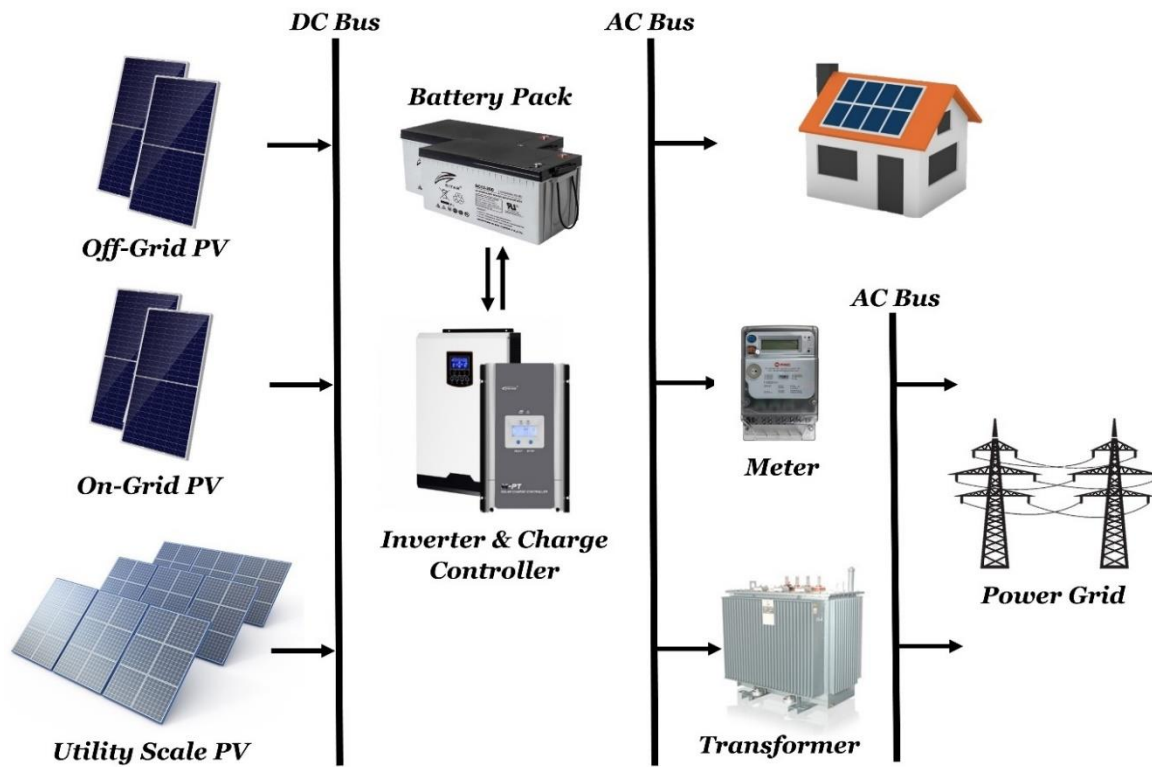 DC Bus
AC Bus
Battery Pack
Off-Grid PV
AC Bus
On-Grid PV
Meter
Inverter & Charge
Controller
Power Grid
Utility Scale PV
Transformer